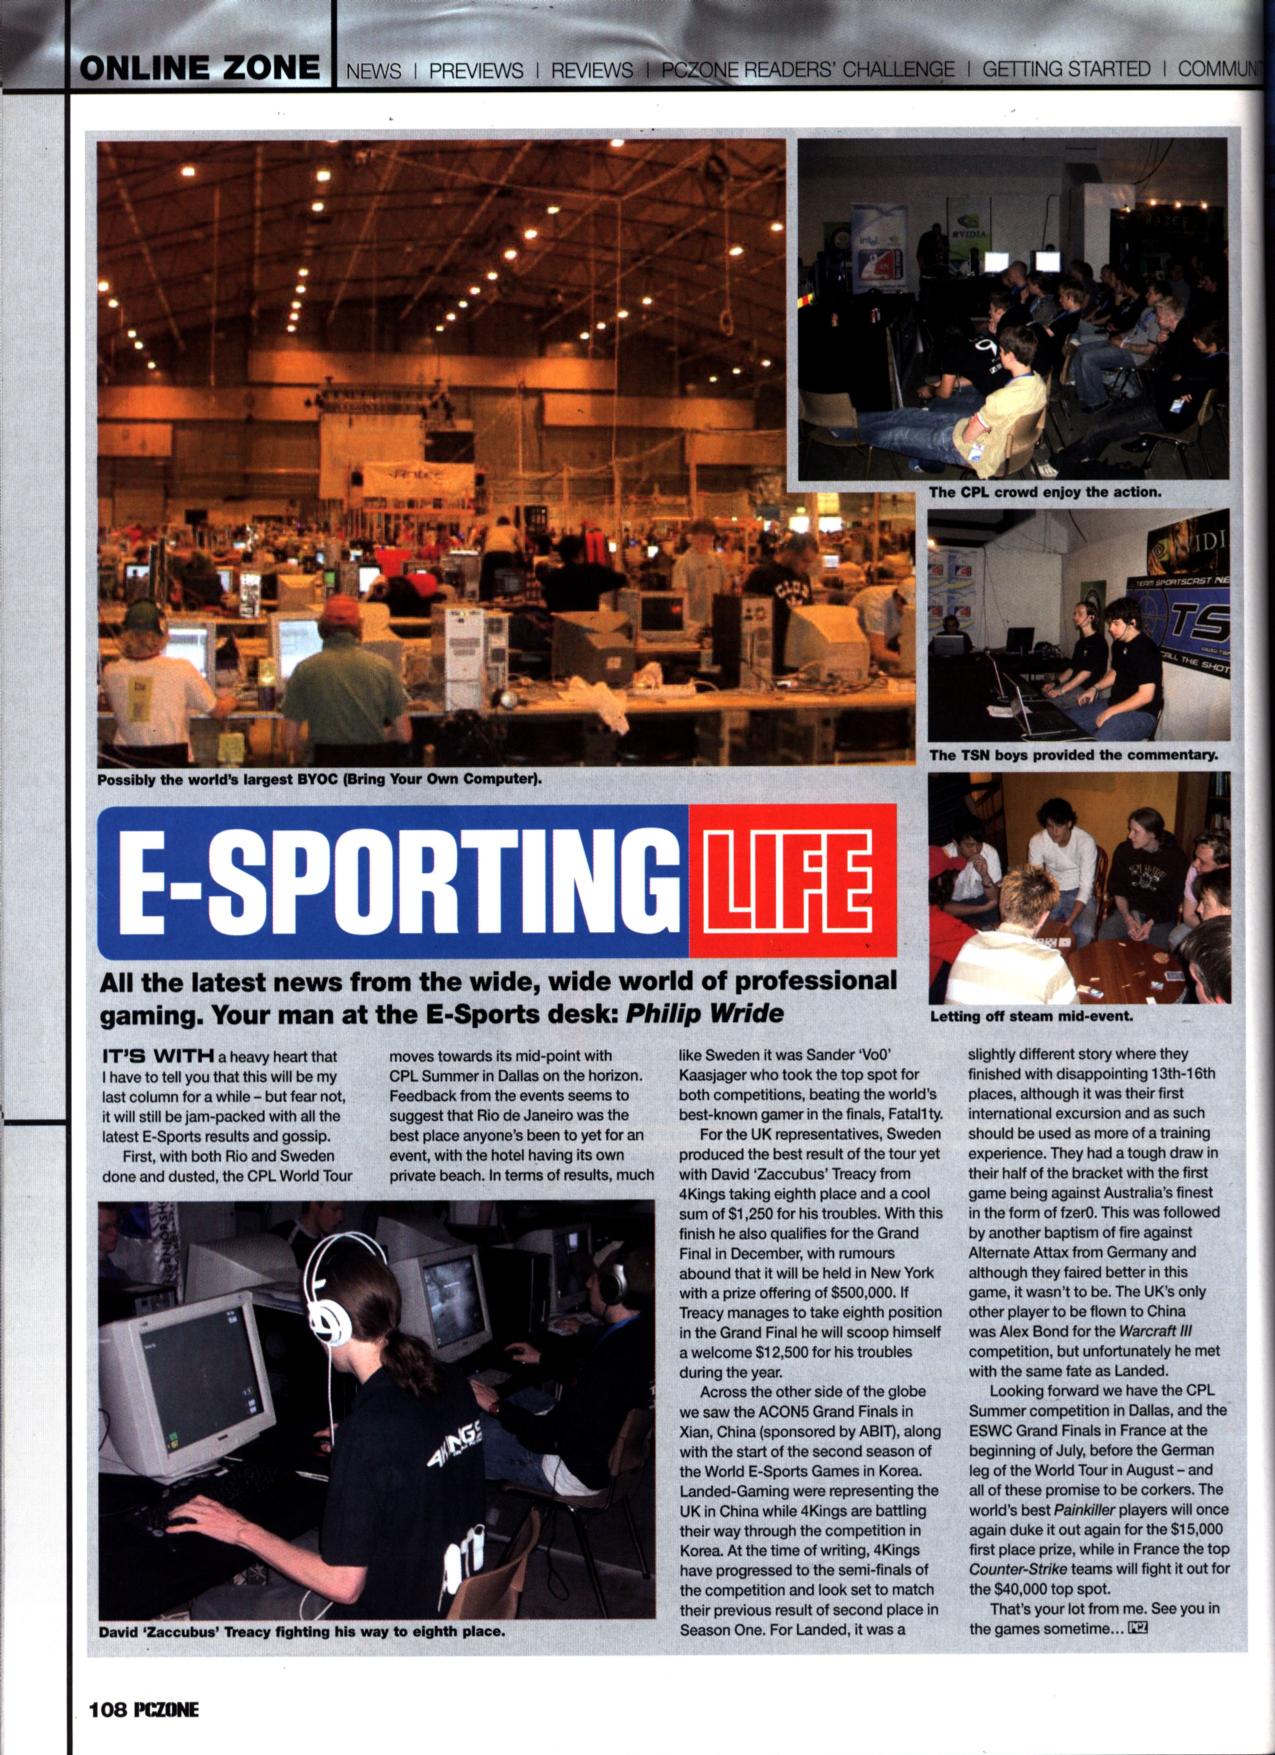 ONLINE ZONE
NEWS | PREVIEWS | REVIEWS | PCZONE READERS' CHALLENGE | GETTING STARTED | COMMUN
intel
nVIDIA
RAZER
The CPL crowd enjoy the action.
VIDI
TEAM SPORTSCAST NE
TS
CALL THE SHOT
The TSN boys provided the commentary.
Possibly the world's largest BYOC (Bring Your Own Computer).
Letting off steam mid-event.
E-SPORTING LIFE
All the latest news from the wide, wide world of professional
gaming. Your man at the E-Sports desk: Philip Wride
IT'S WITH a heavy heart that
I have to tell you that this will be my
last column for a while – but fear not,
it will still be jam-packed with all the
latest E-Sports results and gossip.
First, with both Rio and Sweden
done and dusted, the CPL World Tour
moves towards its mid-point with
CPL Summer in Dallas on the horizon.
Feedback from the events seems to
suggest that Rio de Janeiro was the
best place anyone's been to yet for an
event, with the hotel having its own
private beach. In terms of results, much
like Sweden it was Sander 'Vo0'
Kaasjager who took the top spot for
both competitions, beating the world's
best-known gamer in the finals, Fatal1ty.
For the UK representatives, Sweden
produced the best result of the tour yet
with David 'Zaccubus' Treacy from
4Kings taking eighth place and a cool
sum of $1,250 for his troubles. With this
finish he also qualifies for the Grand
Final in December, with rumours
abound that it will be held in New York
with a prize offering of $500,000. If
Treacy manages to take eighth position
in the Grand Final he will scoop himself
a welcome $12,500 for his troubles
during the year.
Across the other side of the globe
we saw the ACON5 Grand Finals in
Xian, China (sponsored by ABIT), along
with the start of the second season of
the World E-Sports Games in Korea.
Landed-Gaming were representing the
UK in China while 4Kings are battling
their way through the competition in
Korea. At the time of writing, 4Kings
have progressed to the semi-finals of
the competition and look set to match
their previous result of second place in
Season One. For Landed, it was a
slightly different story where they
finished with disappointing 13th-16th
places, although it was their first
international excursion and as such
should be used as more of a training
experience. They had a tough draw in
their half of the bracket with the first
game being against Australia's finest
in the form of fzer0. This was followed
by another baptism of fire against
Alternate Attax from Germany and
although they faired better in this
game, it wasn't to be. The UK's only
other player to be flown to China
was Alex Bond for the Warcraft III
competition, but unfortunately he met
with the same fate as Landed.
Looking forward we have the CPL
Summer competition in Dallas, and the
ESWC Grand Finals in France at the
beginning of July, before the German
leg of the World Tour in August – and
all of these promise to be corkers. The
world's best Painkiller players will once
again duke it out again for the $15,000
first place prize, while in France the top
Counter-Strike teams will fight it out for
the $40,000 top spot.
That's your lot from me. See you in
the games sometime... PCZ
4KINGS
David 'Zaccubus' Treacy fighting his way to eighth place.
108 PCZONE